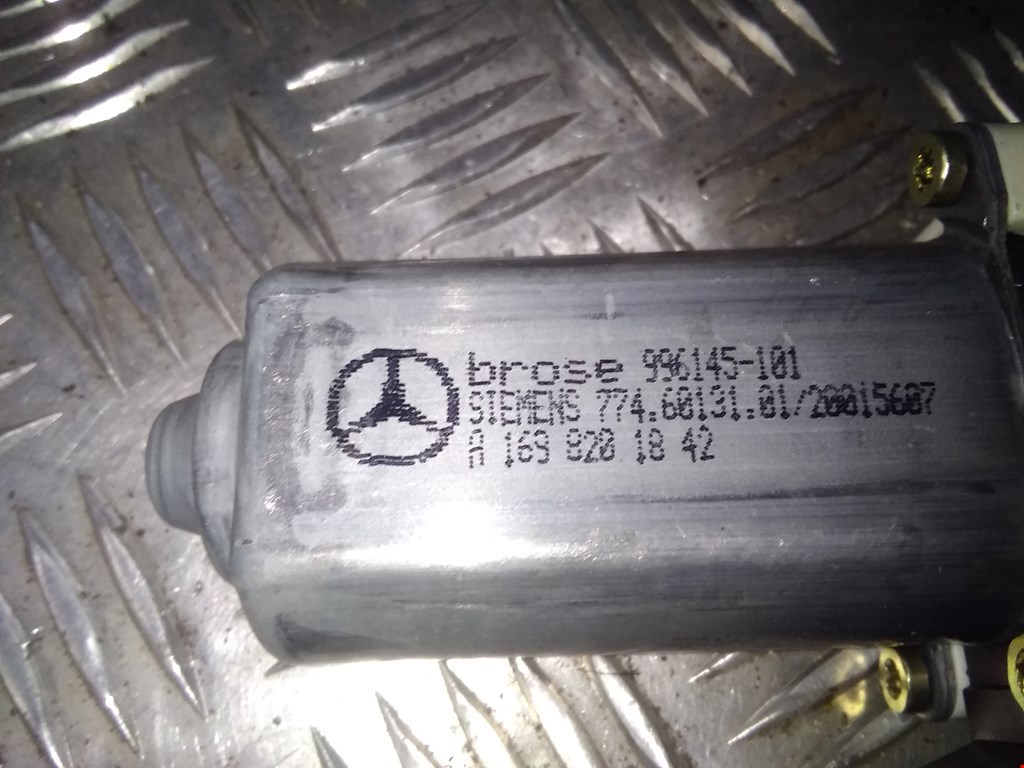 brose 996145-101
SIEMENS 774.60131.01/20015607
A 169 820 18 42